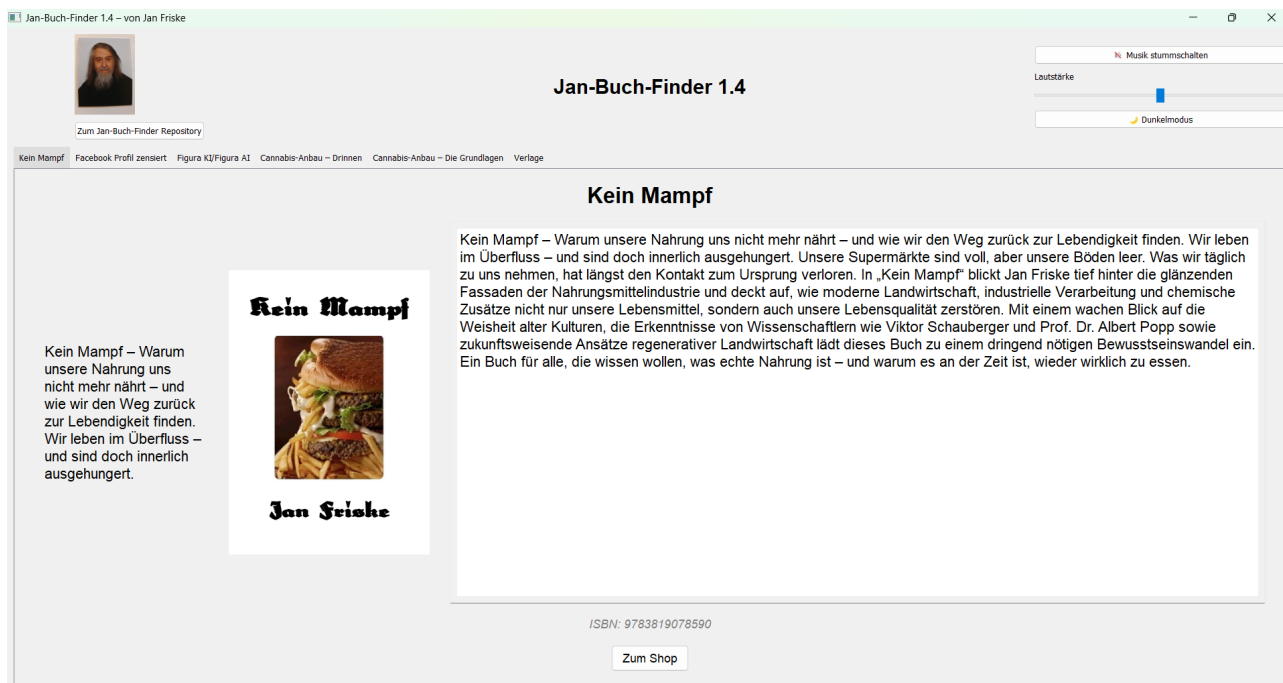 Jan-Buch-Finder 1.4 – von Jan Friske
Zum Jan-Buch-Finder Repository
Jan-Buch-Finder 1.4
Musik stummschalten
Lautstärke
Dunkelmodus
Kein Mampf Facebook Profil zensiert Figura KI/Figura AI Cannabis-Anbau – Drinnen Cannabis-Anbau – Die Grundlagen Verlage
Kein Mampf
Kein Mampf – Warum
unsere Nahrung uns
nicht mehr nährt – und
wie wir den Weg zurück
zur Lebendigkeit finden.
Wir leben im Überfluss –
und sind doch innerlich
ausgehungert.
Kein Mampf
Jan Friske
Kein Mampf – Warum unsere Nahrung uns nicht mehr nährt – und wie wir den Weg zurück zur Lebendigkeit finden. Wir leben
im Überfluss – und sind doch innerlich ausgehungert. Unsere Supermärkte sind voll, aber unsere Böden leer. Was wir täglich
zu uns nehmen, hat längst den Kontakt zum Ursprung verloren. In „Kein Mampf“ blickt Jan Friske tief hinter die glänzenden
Fassaden der Nahrungsmittelindustrie und deckt auf, wie moderne Landwirtschaft, industrielle Verarbeitung und chemische
Zusätze nicht nur unsere Lebensmittel, sondern auch unsere Lebensqualität zerstören. Mit einem wachen Blick auf die
Weisheit alter Kulturen, die Erkenntnisse von Wissenschaftlern wie Viktor Schauberger und Prof. Dr. Albert Popp sowie
zukunftsweisende Ansätze regenerativer Landwirtschaft lädt dieses Buch zu einem dringend nötigen Bewusstseinswandel ein.
Ein Buch für alle, die wissen wollen, was echte Nahrung ist – und warum es an der Zeit ist, wieder wirklich zu essen.
ISBN: 9783819078590
Zum Shop